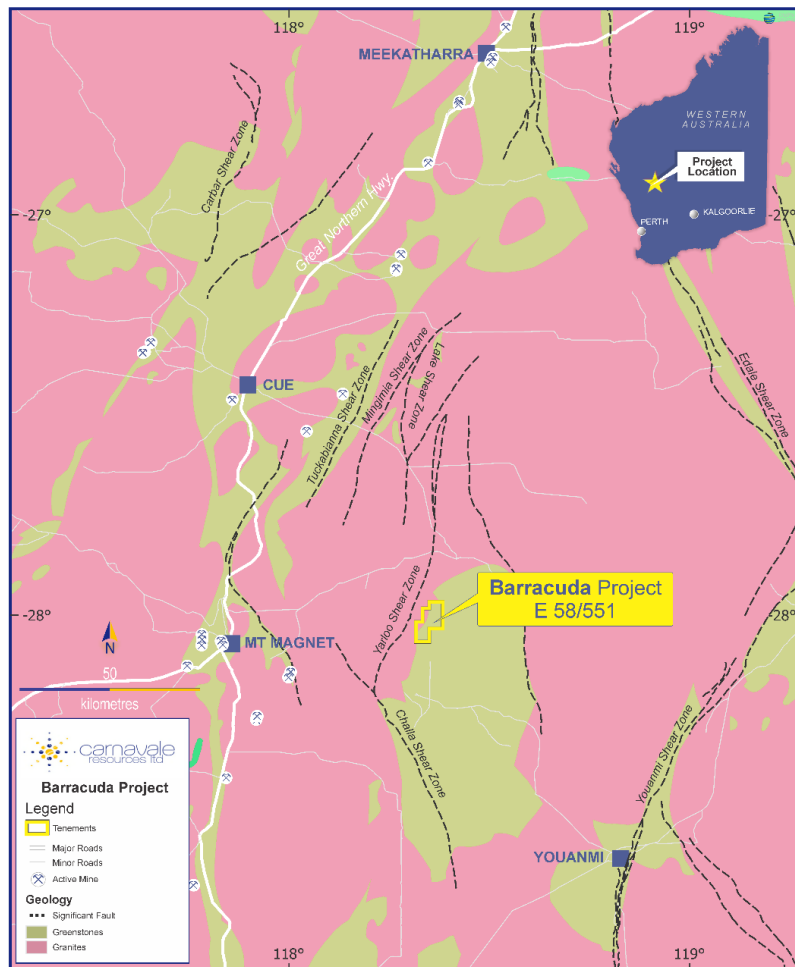 118°
119°
MEEKATHARRA
WESTERN
AUSTRALIA
Project
Location
PERTH
KALGOORLIE
Carbar Shear Zone
-27°
-27°
Great Northern Hwy.
Edale Shear Zone
Mingimia Shear Zone
Lake Shear Zone
Tuckabianna Shear Zone
CUE
Yarloo Shear Zone
Barracuda Project
E 58/551
-28°
-28°
N
MT MAGNET
50
kilometres
Challa Shear Zone
Youanmi Shear Zone
YOUANMI
carnavale
resources ltd
Barracuda Project
Legend
Tenements
Major Roads
Minor Roads
Active Mine
Geology
Significant Fault
Greenstones
Granites
118°
119°